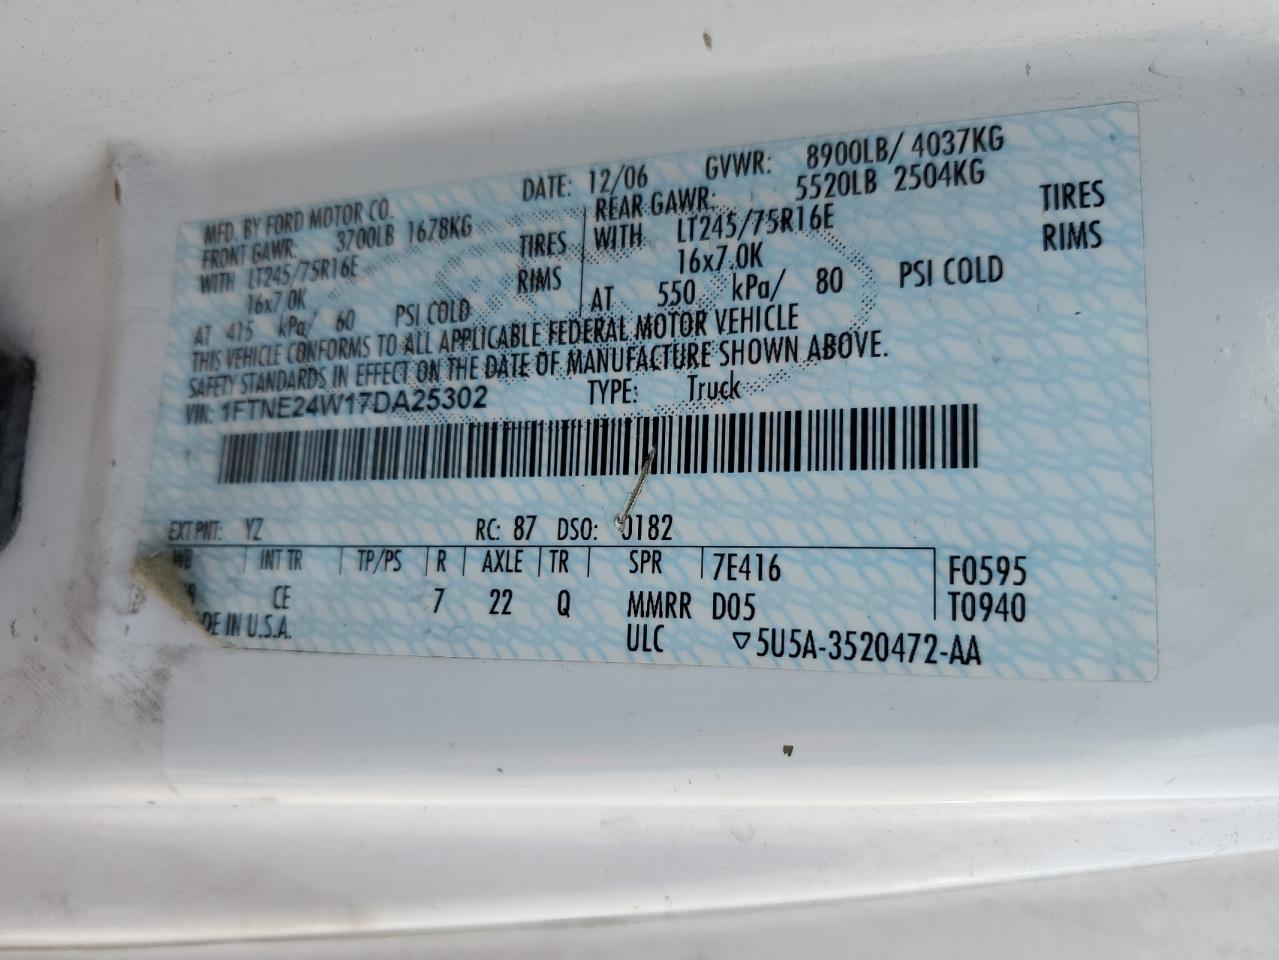 MFD. BY FORD MOTOR CO.
DATE: 12/06 GVWR: 8900LB/ 4037KG
FRONT GAWR: 3700LB 1678KG
REAR GAWR: 5520LB 2504KG
WITH LT245/75R16E TIRES
WITH LT245/75R16E TIRES
16x7.0K RIMS
16x7.0K RIMS
AT 415 kPa/ 60 PSI COLD
AT 550 kPa/ 80 PSI COLD
THIS VEHICLE CONFORMS TO ALL APPLICABLE FEDERAL MOTOR VEHICLE
SAFETY STANDARDS IN EFFECT ON THE DATE OF MANUFACTURE SHOWN ABOVE.
VIN: 1FTNE24W17DA25302 TYPE: Truck
EXT PNT: YZ RC: 87 DSO: 0182
WB INT TR TP/PS R AXLE TR SPR 7E416 F0595
CE 7 22 Q MMRR D05 T0940
DE IN U.S.A. ULC ▽5U5A-3520472-AA